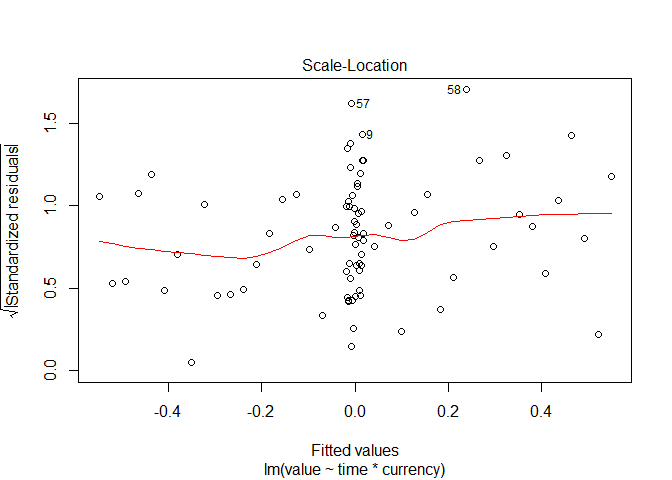 Scale-Location
58
57
9
1.5
1.0
0.5
0.0
√|Standardized residuals|
-0.4 -0.2 0.0 0.2 0.4
Fitted values
lm(value ~ time * currency)